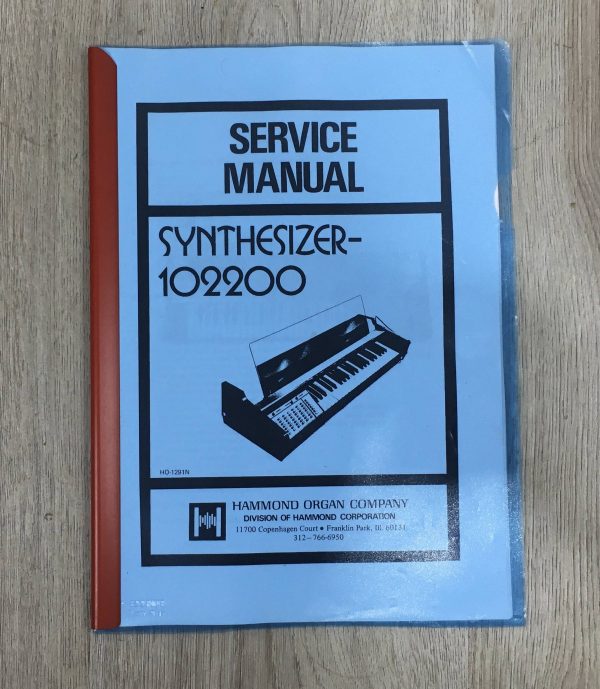 SERVICE
MANUAL
SYNTHESIZER-
102200
HO-1291N
HAMMOND ORGAN COMPANY
DIVISION OF HAMMOND CORPORATION
11700 Copenhagen Court • Franklin Park, Ill. 60131
312-766-6950